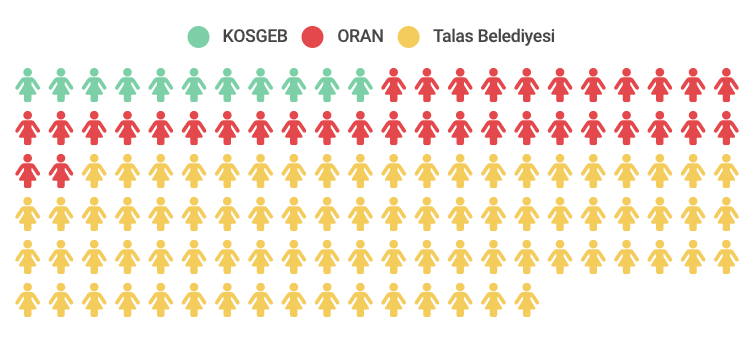 KOSGEB ORAN Talas Belediyesi